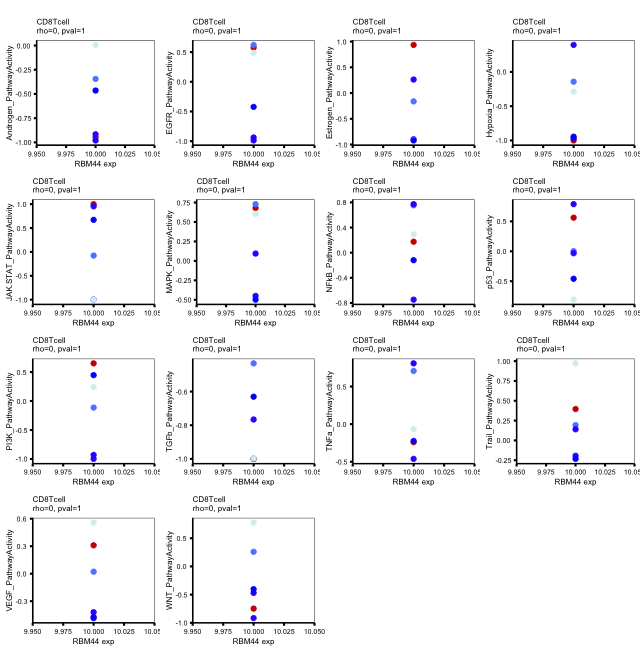 CD8Tcell
rho=0, pval=1
Androgen_PathwayActivity
0.00
-0.25
-0.50
-0.75
-1.00
9.950 9.975 10.000 10.025 10.05
RBM44 exp
CD8Tcell
rho=0, pval=1
EGFR_PathwayActivity
0.5
0.0
-0.5
-1.0
9.950 9.975 10.000 10.025 10.05
RBM44 exp
CD8Tcell
rho=0, pval=1
Estrogen_PathwayActivity
1.0
0.5
0.0
-0.5
-1.0
9.950 9.975 10.000 10.025 10.05
RBM44 exp
CD8Tcell
rho=0, pval=1
Hypoxia_PathwayActivity
0.0
-0.5
-1.0
9.950 9.975 10.000 10.025 10.05
RBM44 exp
CD8Tcell
rho=0, pval=1
JAK.STAT_PathwayActivity
1.0
0.5
0.0
-0.5
-1.0
9.950 9.975 10.000 10.025 10.05
RBM44 exp
CD8Tcell
rho=0, pval=1
MAPK_PathwayActivity
0.75
0.50
0.25
0.00
-0.25
-0.50
9.950 9.975 10.000 10.025 10.05
RBM44 exp
CD8Tcell
rho=0, pval=1
NFkB_PathwayActivity
0.8
0.4
0.0
-0.4
-0.8
9.950 9.975 10.000 10.025 10.05
RBM44 exp
CD8Tcell
rho=0, pval=1
p53_PathwayActivity
0.5
0.0
-0.5
9.950 9.975 10.000 10.025 10.05
RBM44 exp
CD8Tcell
rho=0, pval=1
PI3K_PathwayActivity
0.5
0.0
-0.5
-1.0
9.950 9.975 10.000 10.025 10.05
RBM44 exp
CD8Tcell
rho=0, pval=1
TGFb_PathwayActivity
-0.6
-0.8
-1.0
9.950 9.975 10.000 10.025 10.05
RBM44 exp
CD8Tcell
rho=0, pval=1
TNFa_PathwayActivity
0.5
0.0
-0.5
9.950 9.975 10.000 10.025 10.05
RBM44 exp
CD8Tcell
rho=0, pval=1
Trail_PathwayActivity
1.00
0.75
0.50
0.25
0.00
-0.25
9.950 9.975 10.000 10.025 10.05
RBM44 exp
CD8Tcell
rho=0, pval=1
VEGF_PathwayActivity
0.6
0.3
0.0
-0.3
9.950 9.975 10.000 10.025 10.05
RBM44 exp
CD8Tcell
rho=0, pval=1
WNT_PathwayActivity
0.5
0.0
-0.5
-1.0
9.950 9.975 10.000 10.025 10.050
RBM44 exp